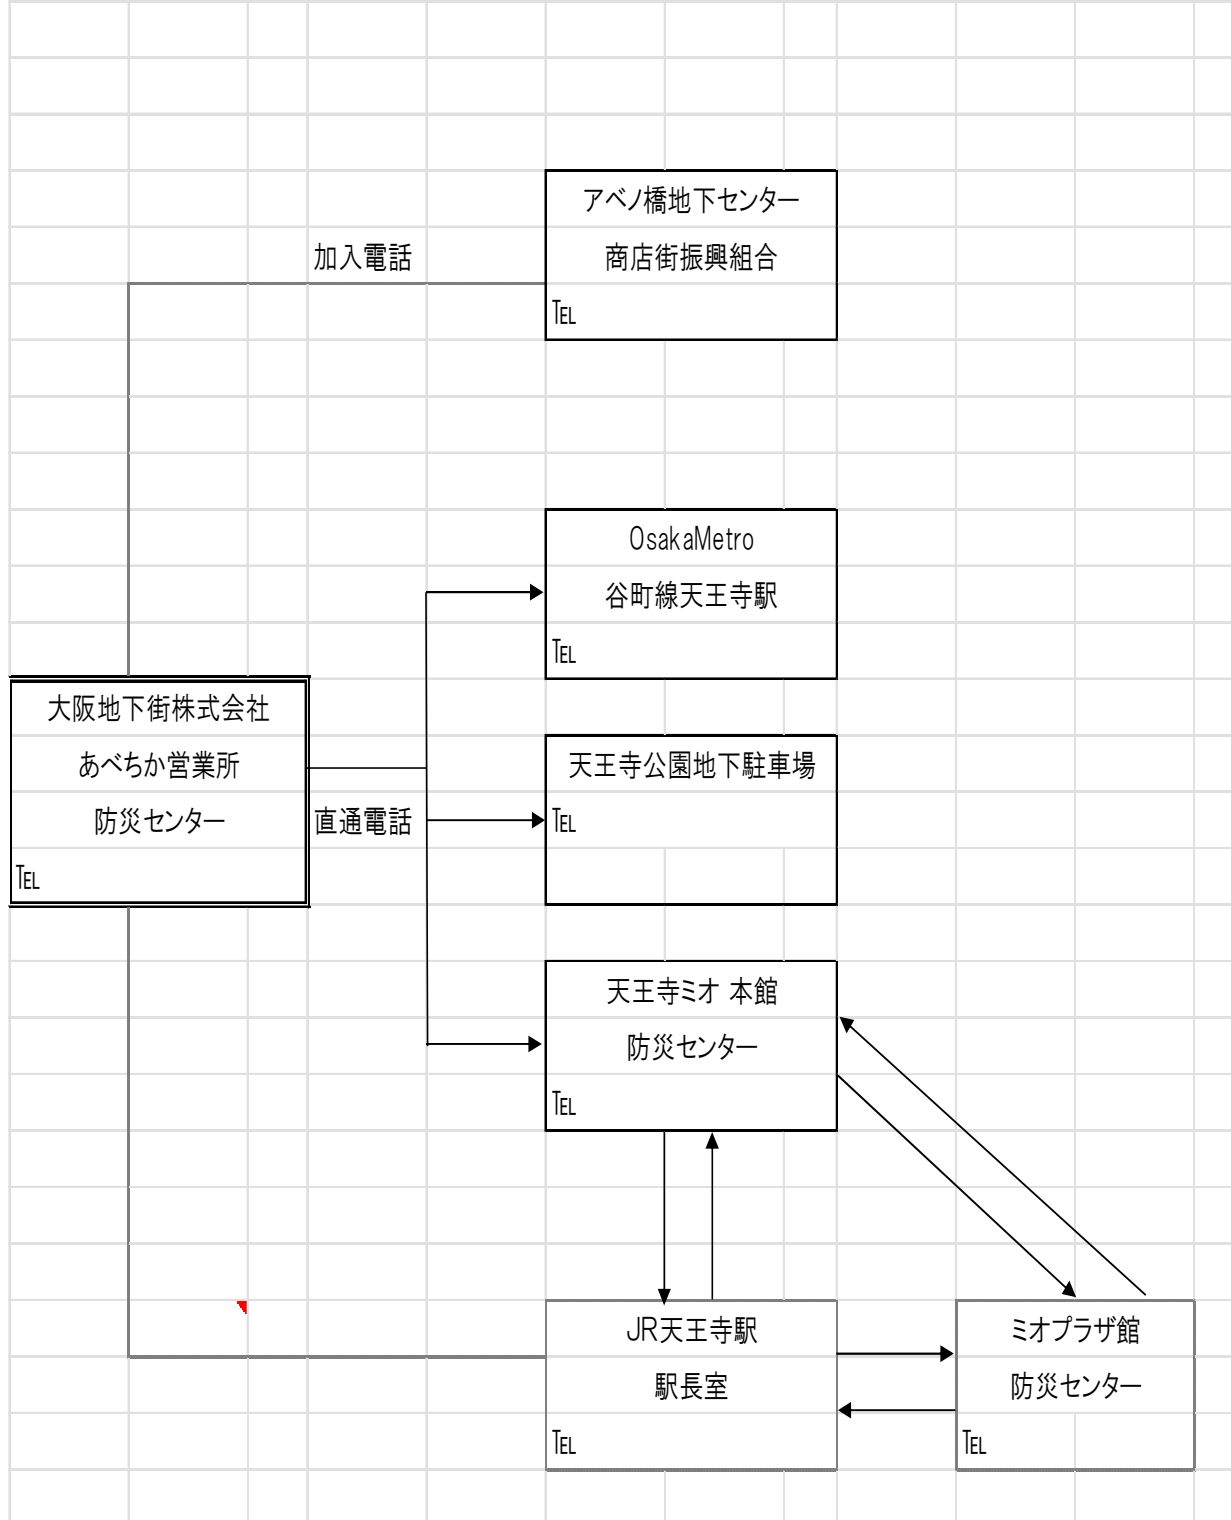 アベノ橋地下センター
加入電話
商店街振興組合
℡
OsakaMetro
谷町線天王寺駅
℡
大阪地下街株式会社
あべちか営業所
防災センター
℡
直通電話
天王寺公園地下駐車場
℡
天王寺ミオ 本館
防災センター
℡
JR天王寺駅
駅長室
℡
ミオプラザ館
防災センター
℡